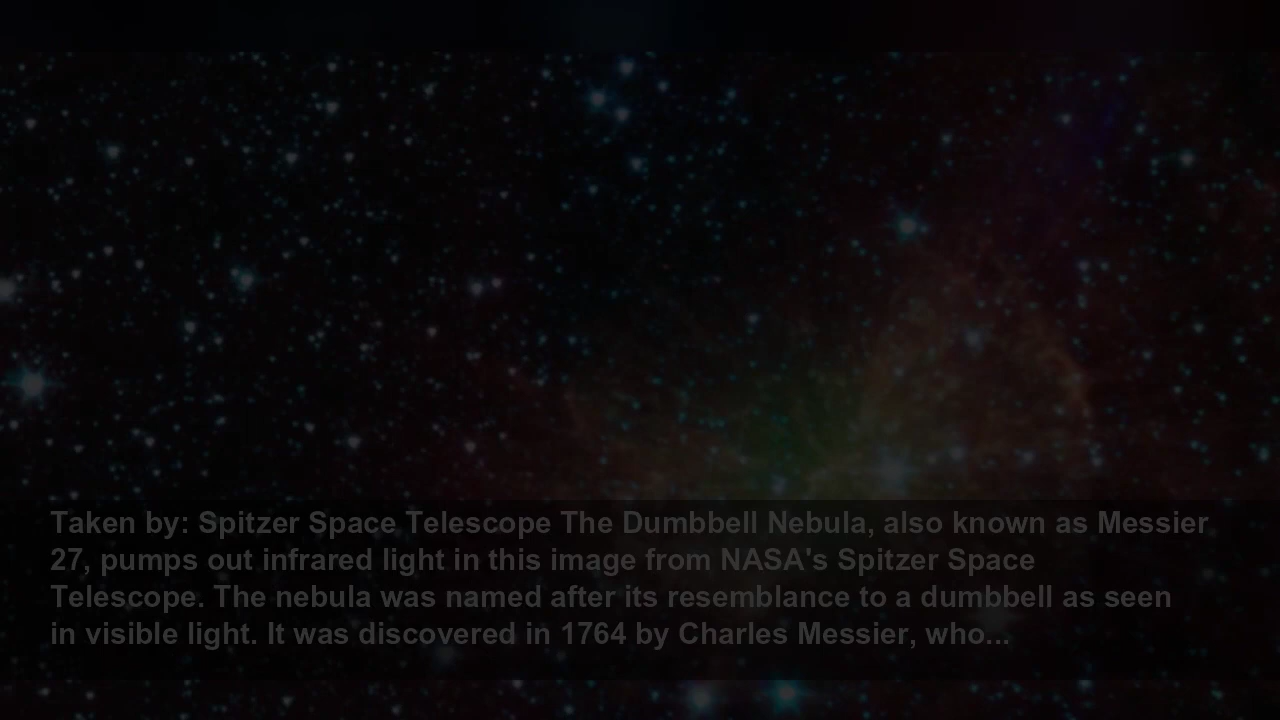 Taken by: Spitzer Space Telescope The Dumbbell Nebula, also known as Messier
27, pumps out infrared light in this image from NASA's Spitzer Space
Telescope. The nebula was named after its resemblance to a dumbbell as seen
in visible light. It was discovered in 1764 by Charles Messier, who...